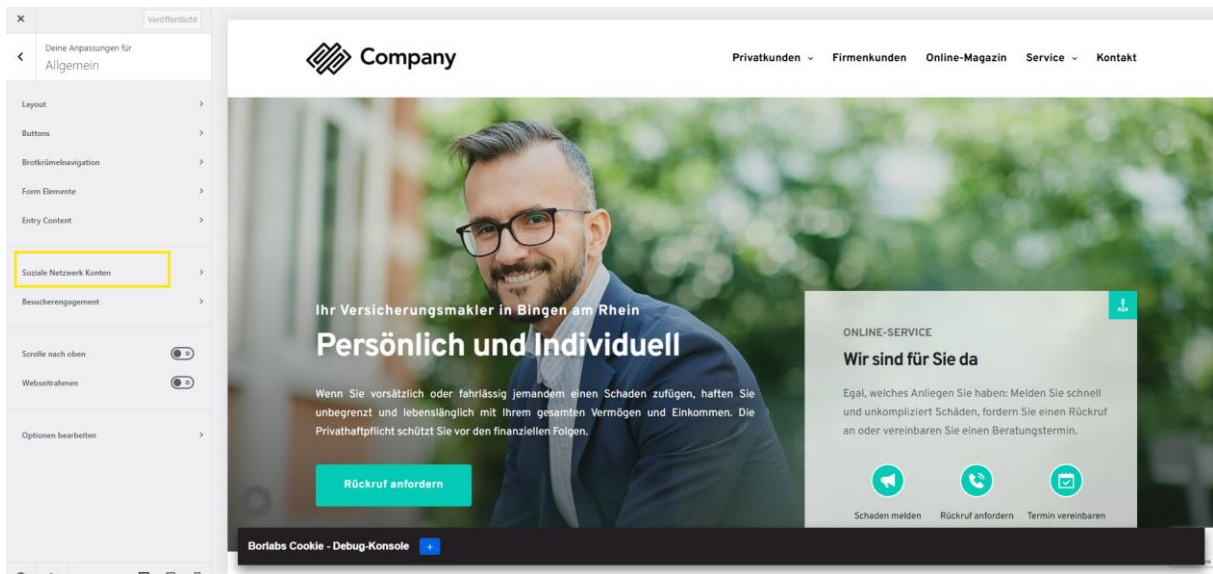 Veröffentlicht
Deine Anpassungen für
Allgemein
Layout
Buttons
Brotkrümelnavigation
Form Elemente
Entry Content
Soziale Netzwerk Konten
Besucherengagement
Scrolle nach oben
Webseitrahmen
Optionen bearbeiten
Company
Privatkunden
Firmenkunden
Online-Magazin
Service
Kontakt
Ihr Versicherungsmakler in Bingen am Rhein
Persönlich und Individuell
Wenn Sie vorsätzlich oder fahrlässig jemandem einen Schaden zufügen, haften Sie
unbegrenzt und lebenslänglich mit Ihrem gesamten Vermögen und Einkommen. Die
Privathaftpflicht schützt Sie vor den finanziellen Folgen.
Rückruf anfordern
ONLINE-SERVICE
Wir sind für Sie da
Egal, welches Anliegen Sie haben: Melden Sie schnell
und unkompliziert Schäden, fordern Sie einen Rückruf
an oder vereinbaren Sie einen Beratungstermin.
Schaden melden
Rückruf anfordern
Termin vereinbaren
Borlabs Cookie - Debug-Konsole +